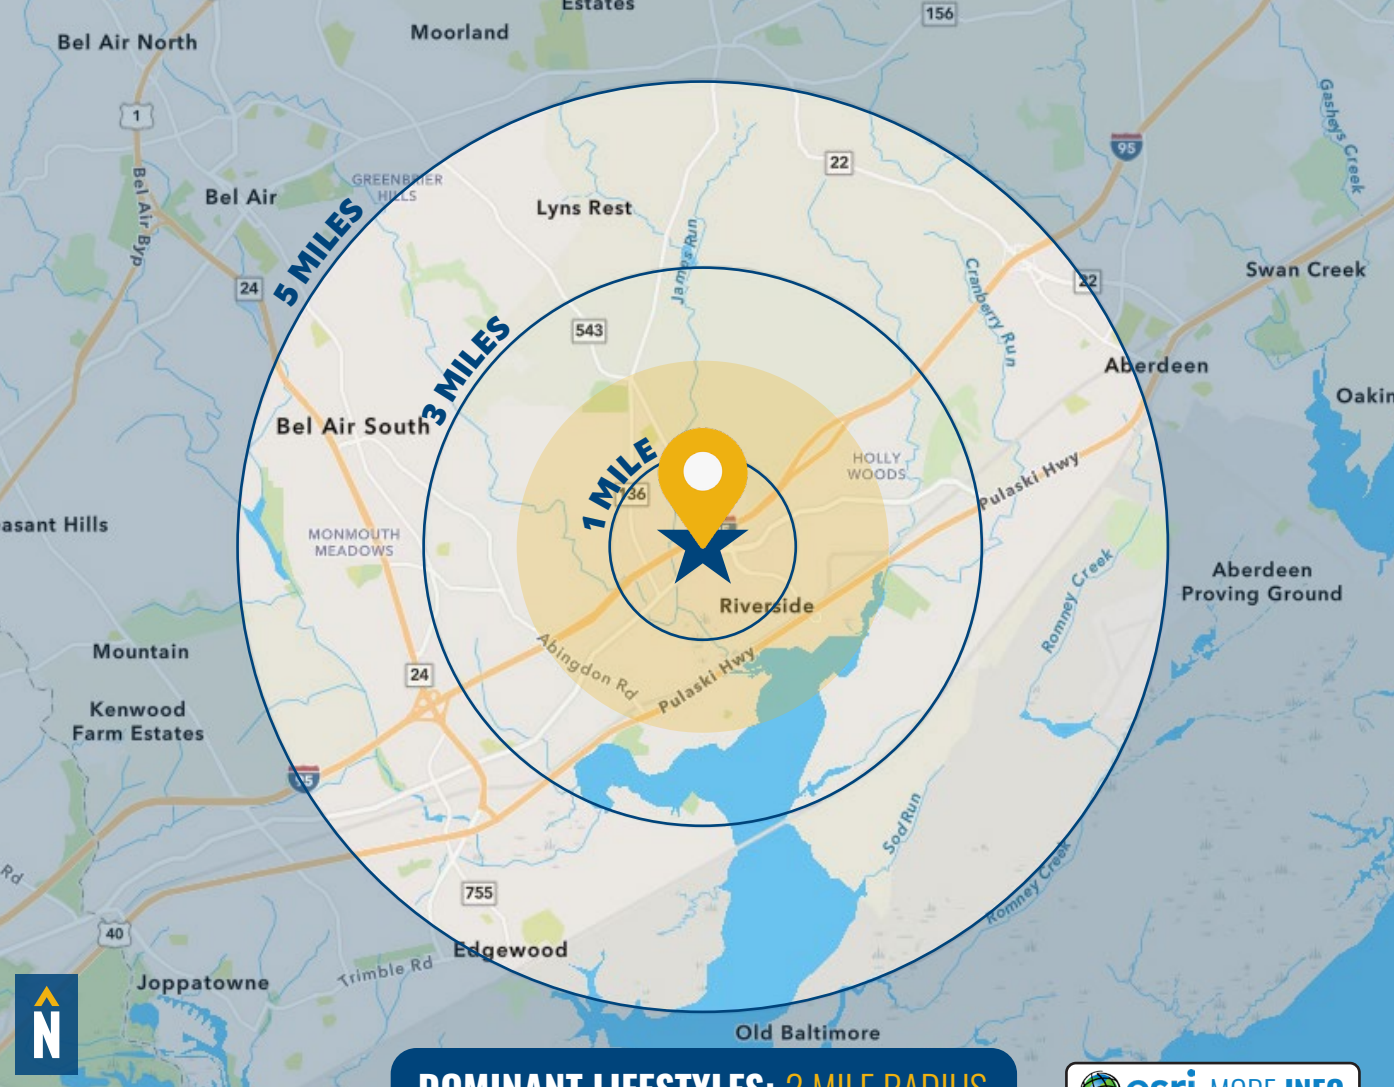 Estates
156
Moorland
Bel Air North
Gasheys Creek
1
95
22
Bel Air Byp
GREENBRIER
HILLS
Bel Air
Lyns Rest
5 MILES
James Run
Swan Creek
22
24
Cranberry Run
3 MILES
543
Aberdeen
Oakin
Bel Air South
1 MILE
HOLLY
WOODS
Pulaski Hwy
136
asant Hills
MONMOUTH
MEADOWS
Aberdeen
Proving Ground
Romney Creek
Riverside
Mountain
Abingdon Rd
Pulaski Hwy
24
Kenwood
Farm Estates
95
Sod Run
Rd
755
Romney Creek
40
Edgewood
Trimble Rd
Joppatowne
N
Old Baltimore
DOMINANT LIFESTYLES: 2 MILE RADIUS
esri MORE INFO